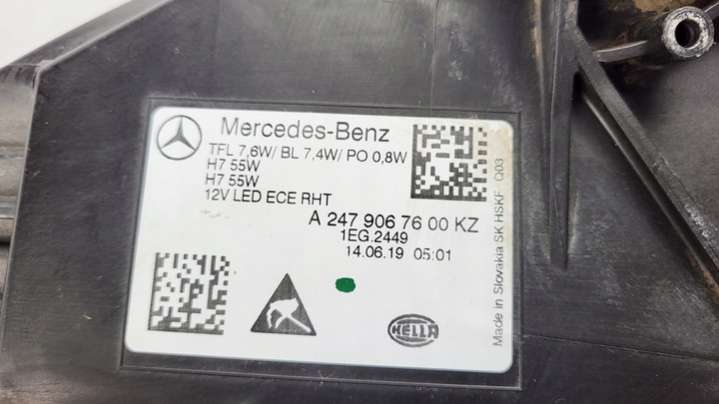 Mercedes-Benz
TFL 7,6W/ BL 7,4W/ PO 0,8W
H7 55W
H7 55W
12V LED ECE RHT
A 247 906 76 00 KZ
1EG.2449
14.06.19 05:01
HELLA
Made in Slovakia SK HSKF Q03